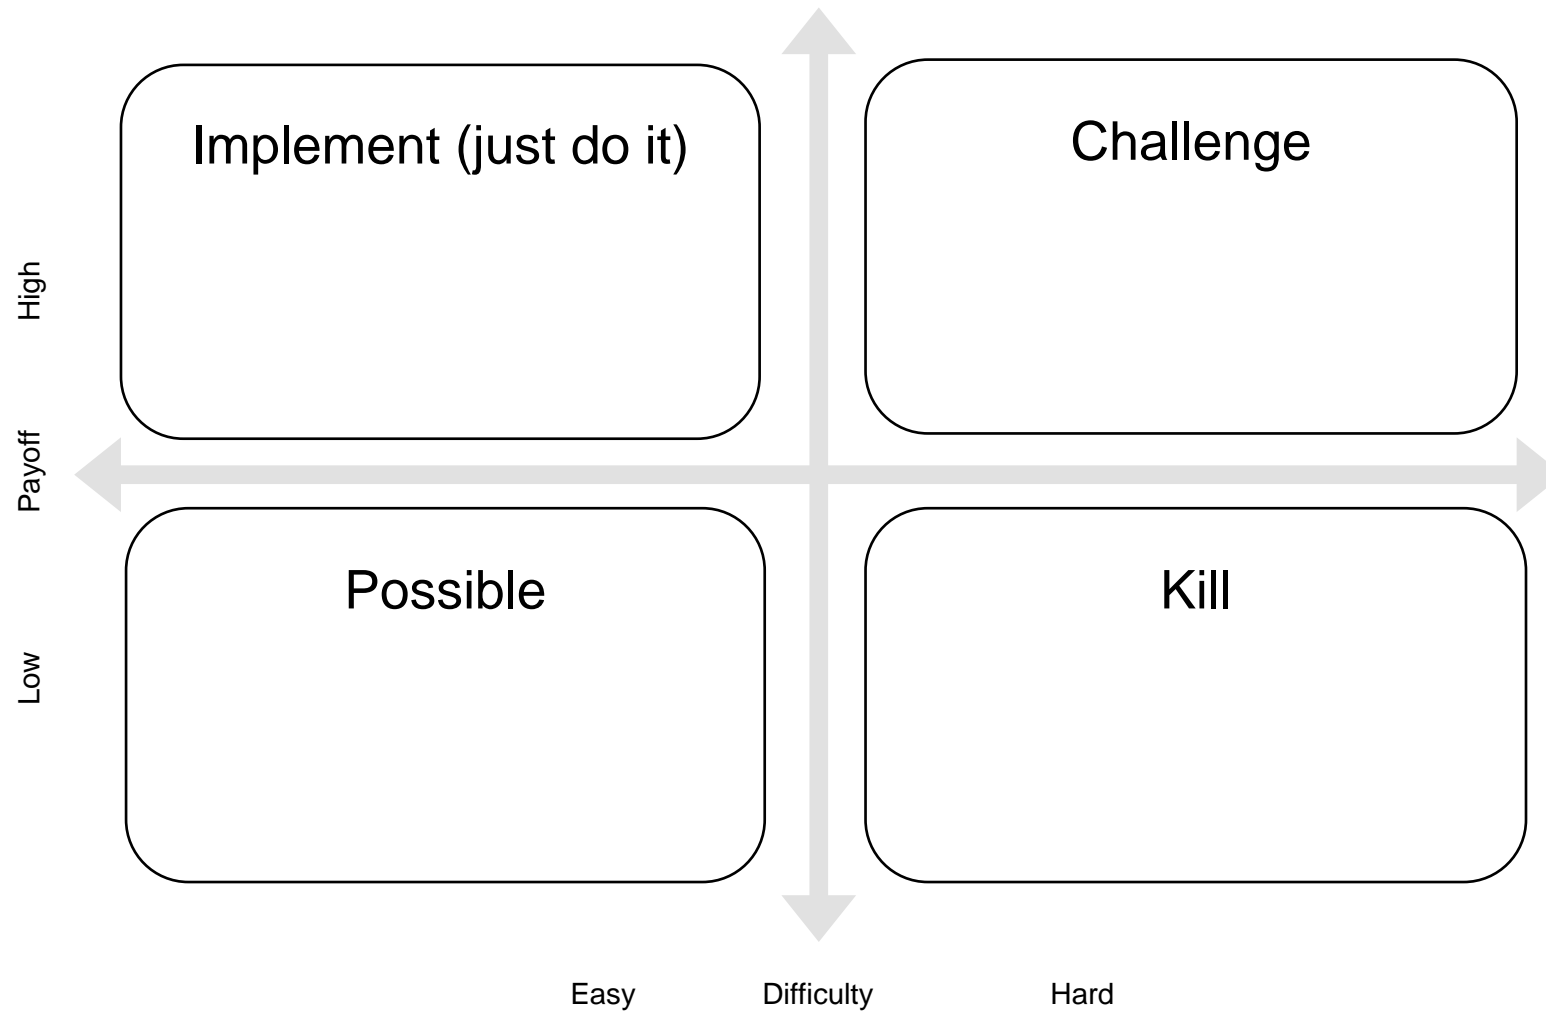 Implement (just do it)
Challenge
High
Payoff
Possible
Kill
Low
Easy
Difficulty
Hard